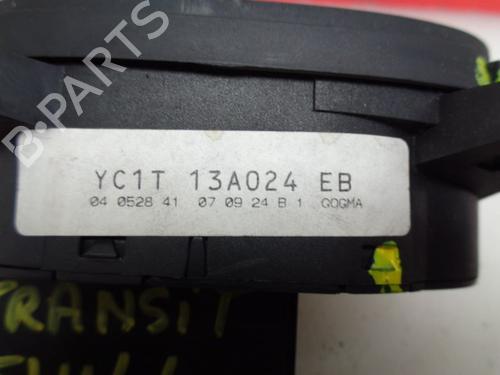 B-PARTS
YC1T 13A024 EB
04 0528 41 07 09 24 B 1 GOGMA
TRANSIT